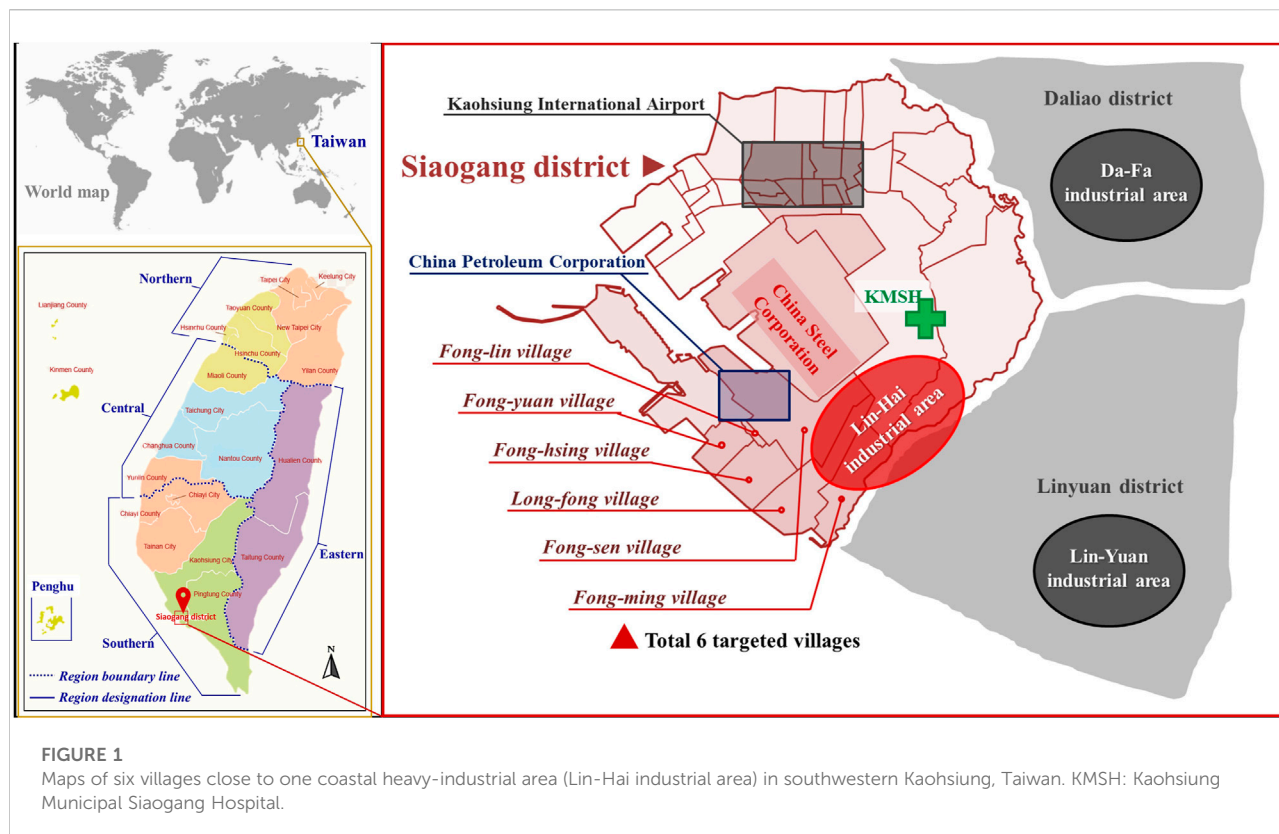 World map
Taiwan
Northern
Taipei City
Keelung City
Lianjiang County
Taoyuan County
Hsinchu County
New Taipei City
Hsinchu County
Kinmen County
Miaoli County
Yilan County
Central
Taichung City
Changhua County
Nantou County
Hualien County
Yunlin County
Chiayi City
Chiayi County
Tainan City
Kaohsiung City
Taitung County
Eastern
Penghu
Pingtung County
Siaogang district
Southern
N
Region boundary line
Region designation line
Kaohsiung International Airport
Siaogang district
China Petroleum Corporation
China Steel
Corporation
KMSH
Fong-lin village
Fong-yuan village
Fong-hsing village
Long-fong village
Fong-sen village
Fong-ming village
Total 6 targeted villages
Lin-Hai
industrial area
Daliao district
Da-Fa
industrial area
Linyuan district
Lin-Yuan
industrial area
FIGURE 1
Maps of six villages close to one coastal heavy-industrial area (Lin-Hai industrial area) in southwestern Kaohsiung, Taiwan. KMSH: Kaohsiung
Municipal Siaogang Hospital.